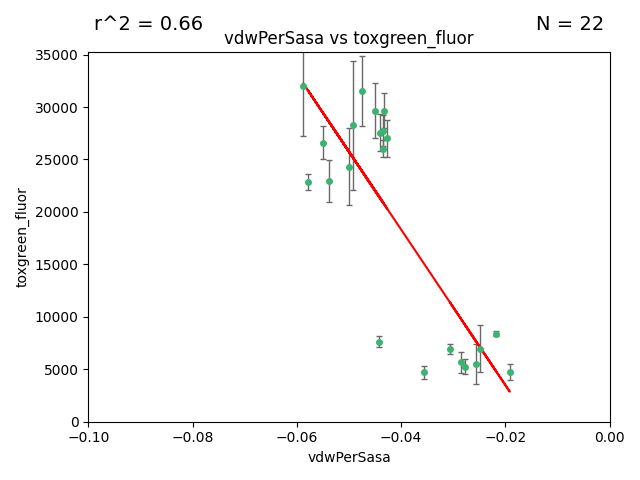 r^2 = 0.66
N = 22
vdwPerSasa vs toxgreen_fluor
35000
30000
25000
20000
15000
10000
5000
0
toxgreen_fluor
−0.10
−0.08
−0.06
−0.04
−0.02
0.00
vdwPerSasa